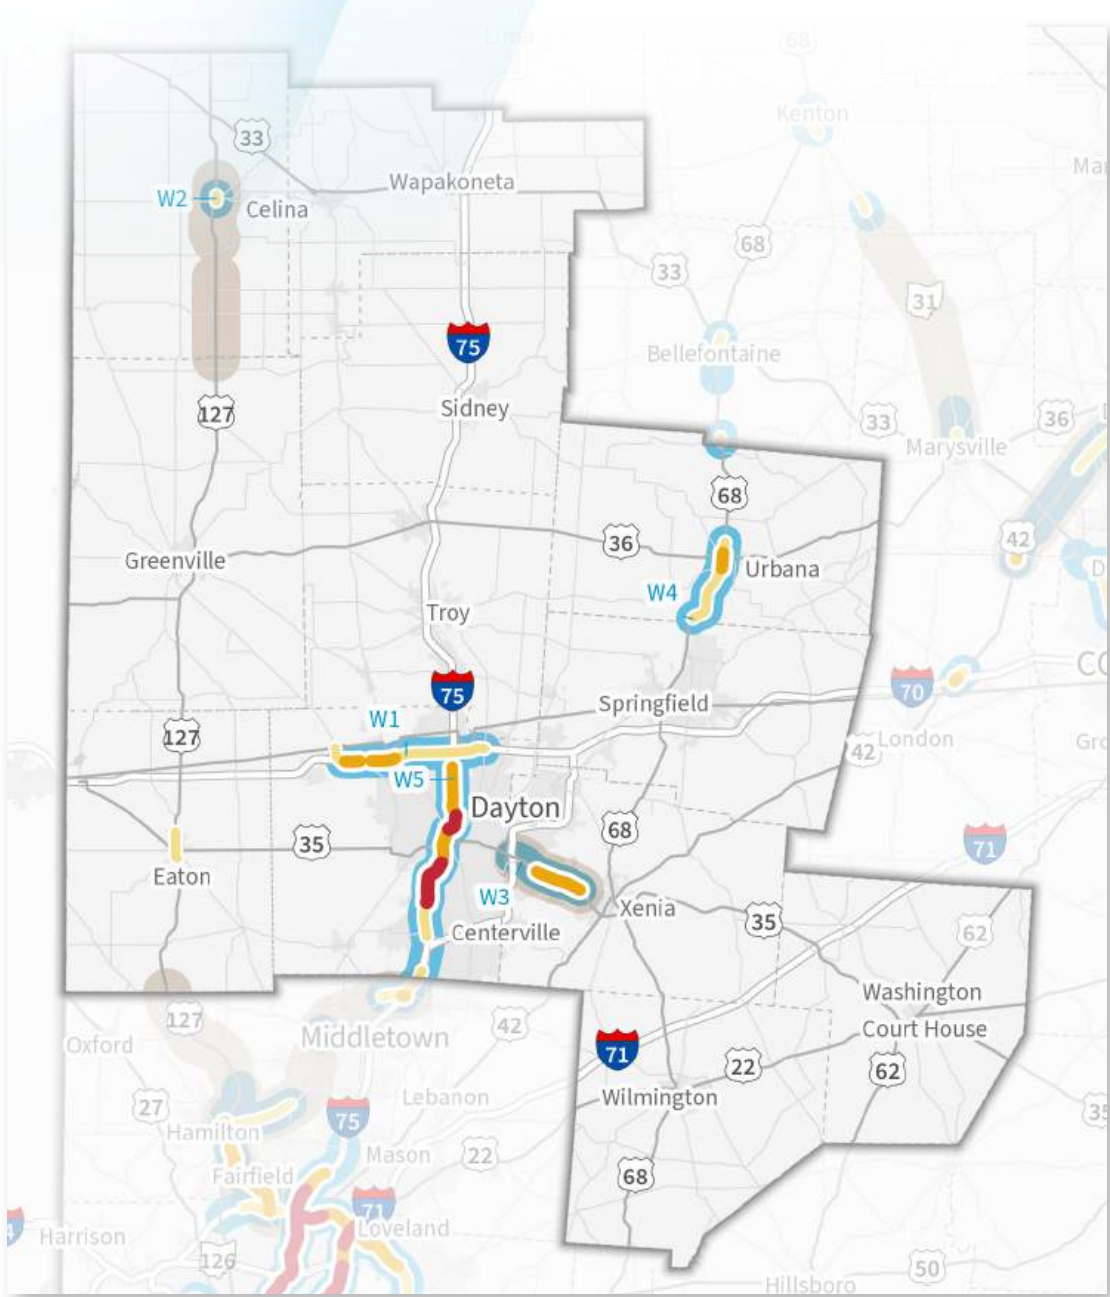 Lima
68
Kenton
33
Wapakoneta
W2
Celina
68
33
31
75
Bellefontaine
Sidney
127
33
36
Marysville
68
36
42
Greenville
Urbana
W4
Troy
75
70
Springfield
W1
127
42
London
W5
Dayton
68
35
71
Eaton
W3
Xenia
35
62
Centerville
Washington
Court House
127
42
Middletown
Oxford
71
22
62
Lebanon
Wilmington
27
75
Hamilton
Mason
22
Fairfield
68
71
Loveland
Harrison
126
50
Hillsboro